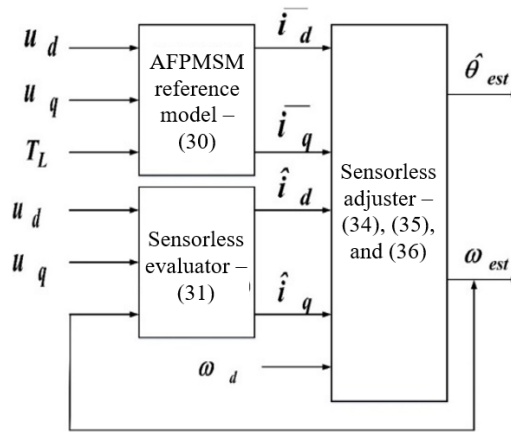 u d
u q
T L
u d
u q
AFPMSM
reference
model –
(30)
Sensorless
evaluator –
(31)
i̅ d
i̅ q
î d
î q
ω d
Sensorless
adjuster –
(34), (35),
and (36)
θ̂ est
ω est